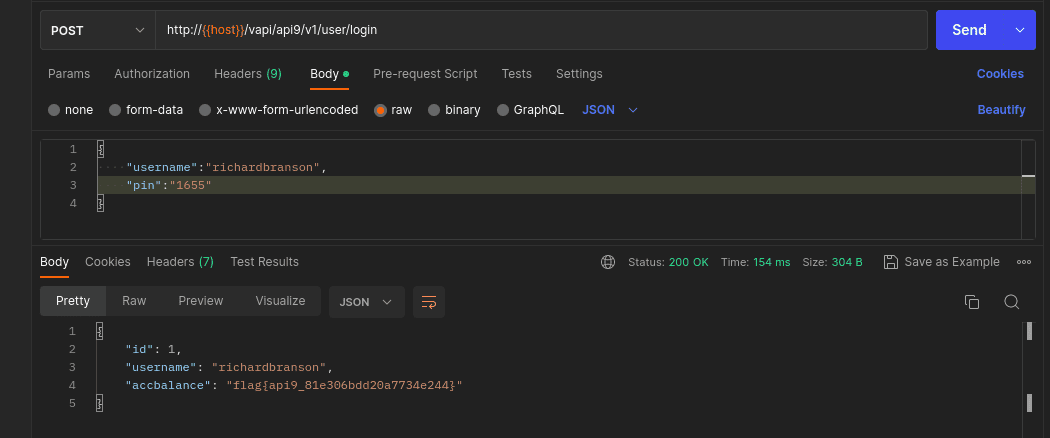 POST http://{{host}}/vapi/api9/v1/user/login Send
Params Authorization Headers (9) Body Pre-request Script Tests Settings Cookies
none form-data x-www-form-urlencoded raw binary GraphQL JSON Beautify
1 {
2 ····"username":"richardbranson",
3 "pin":"1655"
4 }
Body Cookies Headers (7) Test Results Status: 200 OK Time: 154 ms Size: 304 B Save as Example
Pretty Raw Preview Visualize JSON
1 {
2 "id": 1,
3 "username": "richardbranson",
4 "accbalance": "flag{api9_81e306bdd20a7734e244}"
5 }